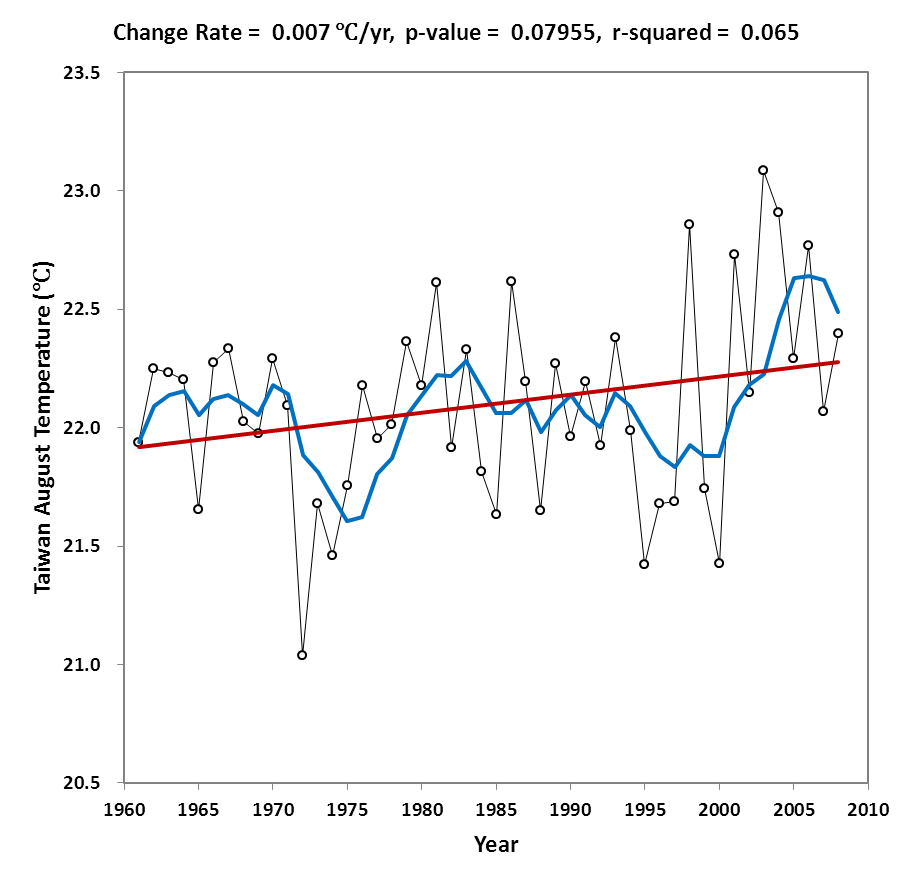 Change Rate = 0.007 ℃/yr, p-value = 0.07955, r-squared = 0.065
23.5
23.0
22.5
22.0
21.5
21.0
20.5
Taiwan August Temperature (℃)
1960 1965 1970 1975 1980 1985 1990 1995 2000 2005 2010
Year